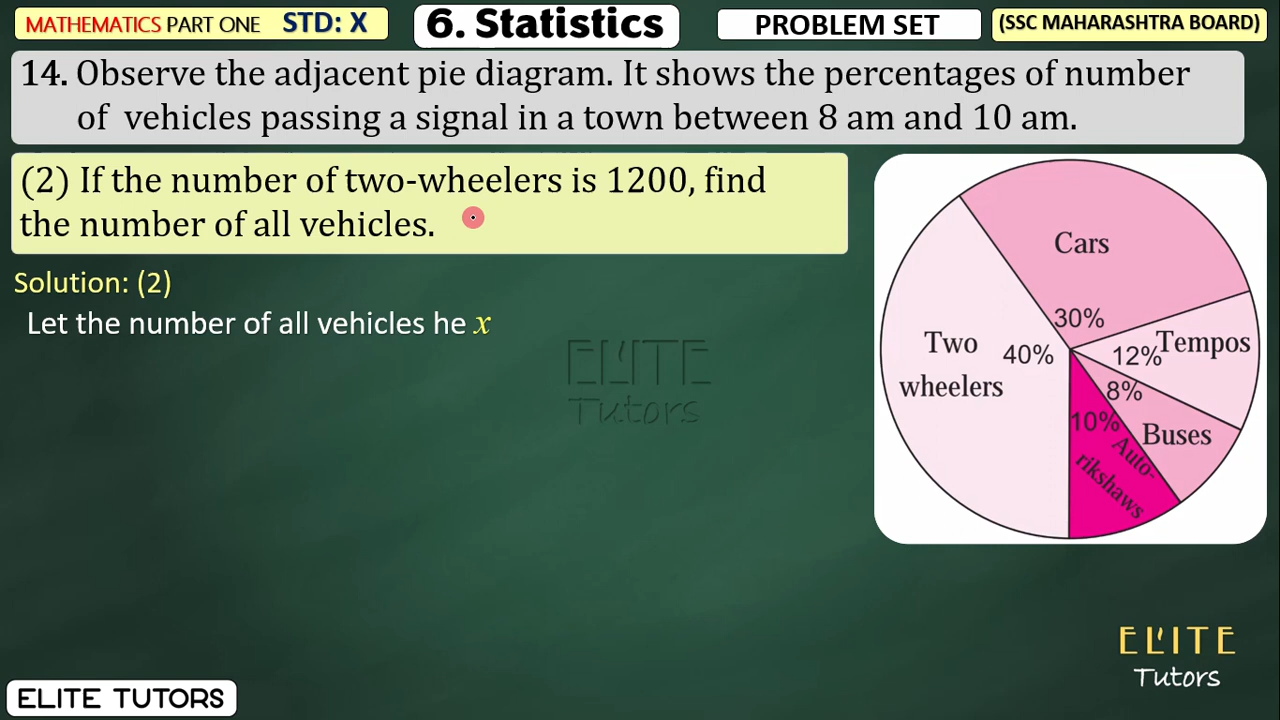 MATHEMATICS PART ONE STD: X
6. Statistics
PROBLEM SET
(SSC MAHARASHTRA BOARD)
14. Observe the adjacent pie diagram. It shows the percentages of number
of vehicles passing a signal in a town between 8 am and 10 am.
(2) If the number of two-wheelers is 1200, find
the number of all vehicles.
Solution: (2)
Let the number of all vehicles he x
Cars
30%
Two
wheelers
40%
12%
Tempos
8%
Buses
10%
Auto-
rikshaws
ELITE
Tutors
ELITE
Tutors
ELITE TUTORS